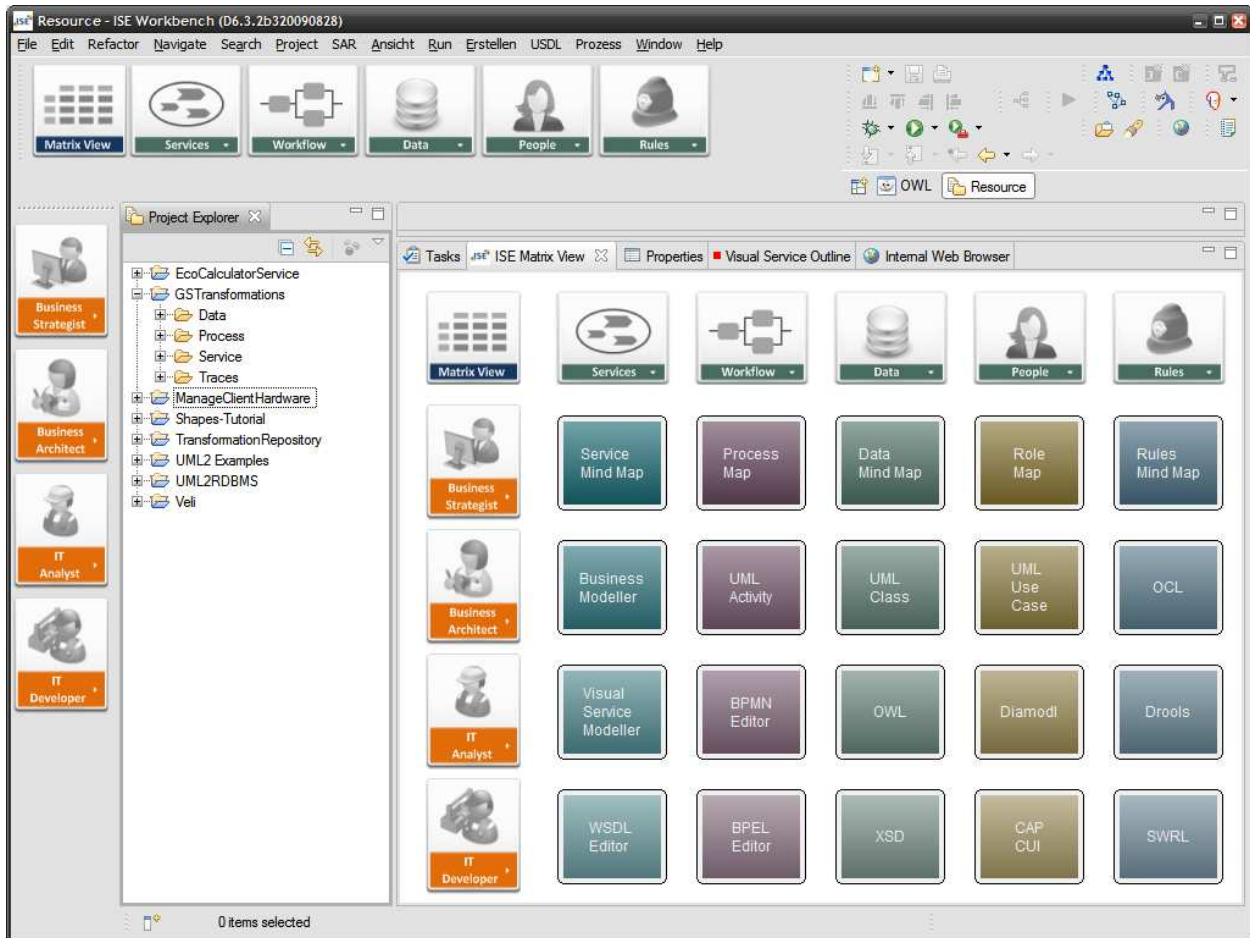 Resource - ISE Workbench (D6.3.2b320090828)
File Edit Refactor Navigate Search Project SAR Ansicht Run Erstellen USDL Prozess Window Help
Matrix View Services Workflow Data People Rules
OWL Resource
Project Explorer
Business
Strategist
Business
Architect
IT
Analyst
IT
Developer
EcoCalculatorService
GSTransformations
Data
Process
Service
Traces
ManageClientHardware
Shapes-Tutorial
TransformationRepository
UML2 Examples
UML2RDBMS
Veli
Tasks ISE ISE Matrix View Properties Visual Service Outline Internal Web Browser
Matrix View Services Workflow Data People Rules
Business
Strategist
Service
Mind Map
Process
Map
Data
Mind Map
Role
Map
Rules
Mind Map
Business
Architect
Business
Modeller
UML
Activity
UML
Class
UML
Use
Case
OCL
IT
Analyst
Visual
Service
Modeller
BPMN
Editor
OWL
Diamodl
Drools
IT
Developer
WSDL
Editor
BPEL
Editor
XSD
CAP
CUI
SWRL
0 items selected